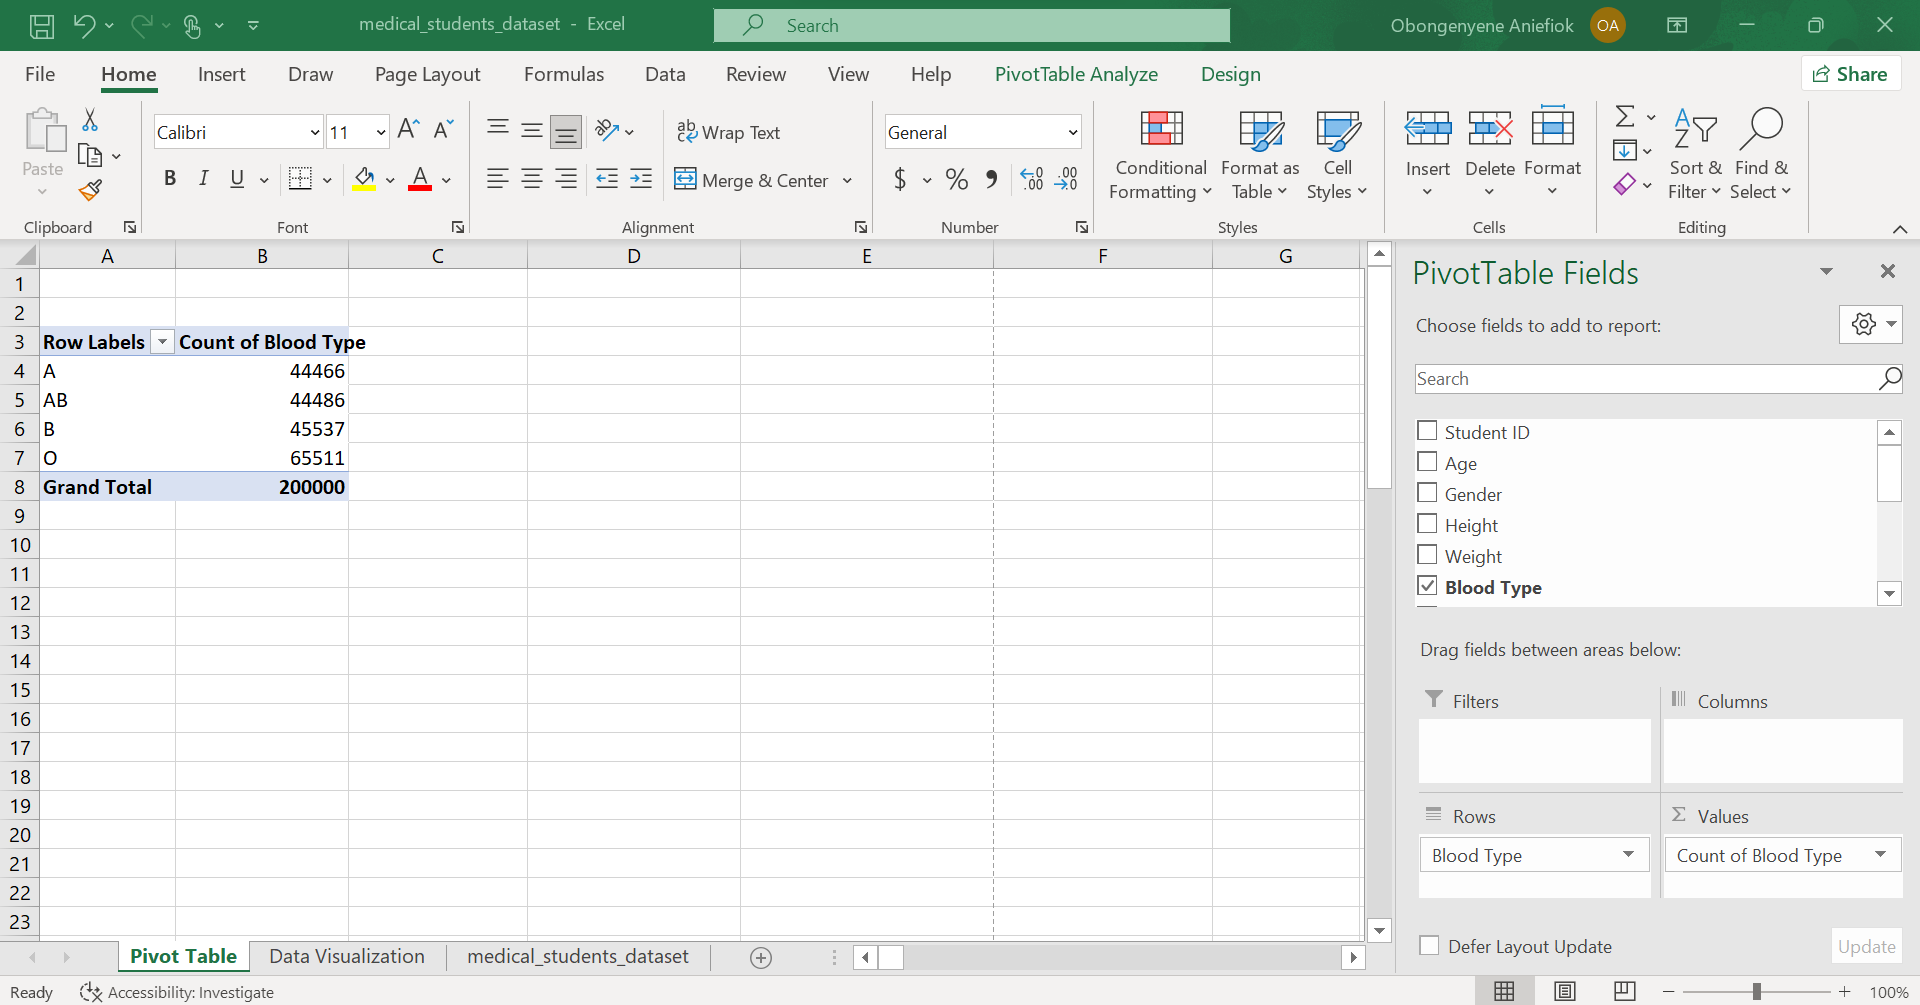 medical_students_dataset - Excel
Search
Obongenyene Aniefiok OA
File Home Insert Draw Page Layout Formulas Data Review View Help PivotTable Analyze Design Share
Paste
Clipboard
Calibri 11
B I U
Font
ab Wrap Text
Merge & Center
Alignment
General
$ % 9
Number
Conditional Formatting
Format as Table
Cell Styles
Styles
Insert Delete Format
Cells
Sort & Filter
Find & Select
Editing
A B C D E F G
1
2
3 Row Labels Count of Blood Type
4 A 44466
5 AB 44486
6 B 45537
7 O 65511
8 Grand Total 200000
9
10
11
12
13
14
15
16
17
18
19
20
21
22
23
PivotTable Fields
Choose fields to add to report:
Search
Student ID
Age
Gender
Height
Weight
Blood Type
Drag fields between areas below:
Filters Columns
Rows Σ Values
Blood Type Count of Blood Type
Defer Layout Update Update
Pivot Table Data Visualization medical_students_dataset
Ready Accessibility: Investigate 100%